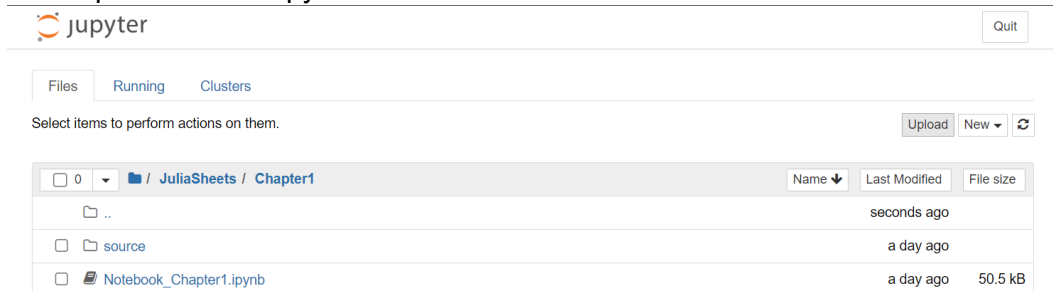 jupyter Quit
Files Running Clusters
Select items to perform actions on them. Upload New
0 / JuliaSheets / Chapter1 Name Last Modified File size
.. seconds ago
source a day ago
Notebook_Chapter1.ipynb a day ago 50.5 kB